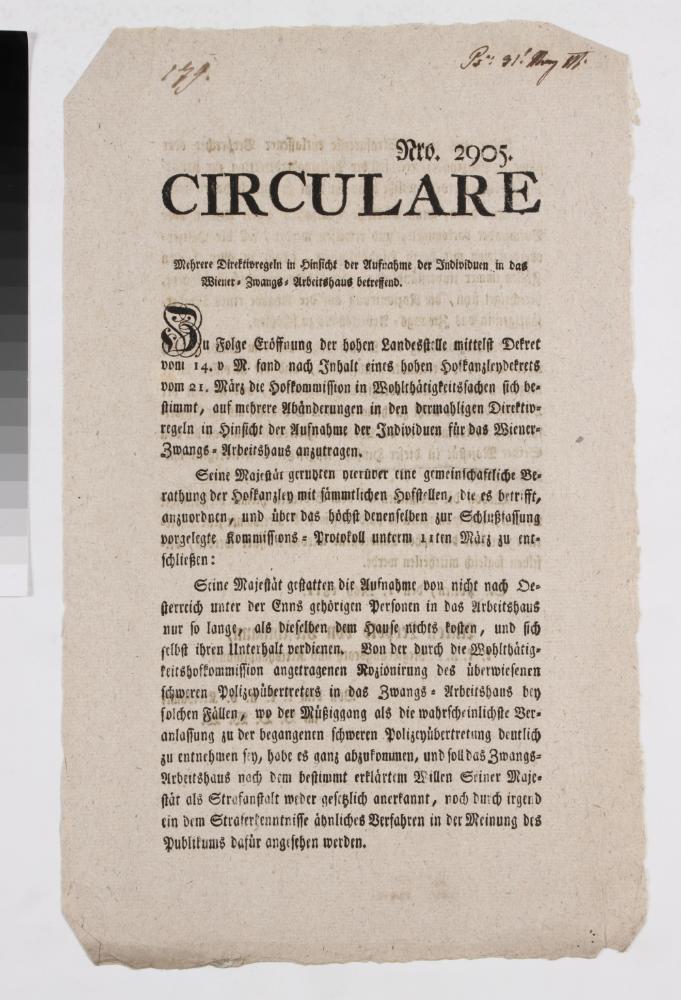 179.
Nro. 2905.
CIRCULARE
Mehrere Direktivregeln in Hinsicht der Aufnahme der Individuen in das
Wiener-Zwangs-Arbeitshaus betreffend.
Zu Folge Eröffnung der hohen Landesstelle mittelst Dekret
vom 14. v M. fand nach Inhalt eines hohen Hofkanzleydekrets
vom 21. März die Hofkommission in Wohlthätigkeitssachen sich be-
stimmt, auf mehrere Abänderungen in den dermahligen Direktiv-
regeln in Hinsicht der Aufnahme der Individuen für das Wiener-
Zwangs-Arbeitshaus anzutragen.
Seine Majestät geruhten hierüber eine gemeinschaftliche Be-
rathung der Hofkanzley mit sämmtlichen Hofstellen, die es betrifft,
anzuordnen, und über das höchst denenselben zur Schlußfassung
vorgelegte Kommissions-Protokoll unterm 11ten März zu ent-
schließen:
Seine Majestät gestatten die Aufnahme von nicht nach Oe-
sterreich unter der Enns gehörigen Personen in das Arbeitshaus
nur so lange, als dieselben dem Hause nichts kosten, und sich
selbst ihren Unterhalt verdienen. Von der durch die Wohlthätig-
keitshofkommission angetragenen Nozionirung des überwiesenen
schweren Polizeyübertreters in das Zwangs-Arbeitshaus bey
solchen Fällen, wo der Müßiggang als die wahrscheinlichste Ver-
anlassung zu der begangenen schweren Polizeyübertretung deutlich
zu entnehmen sey, habe es ganz abzukommen, und soll das Zwangs-
Arbeitshaus nach dem bestimmt erklärtem Willen Seiner Maje-
stät als Strafanstalt weder gesetzlich anerkannt, noch durch irgend
ein dem Straferkenntnisse ähnliches Verfahren in der Meinung des
Publikums dafür angesehen werden.